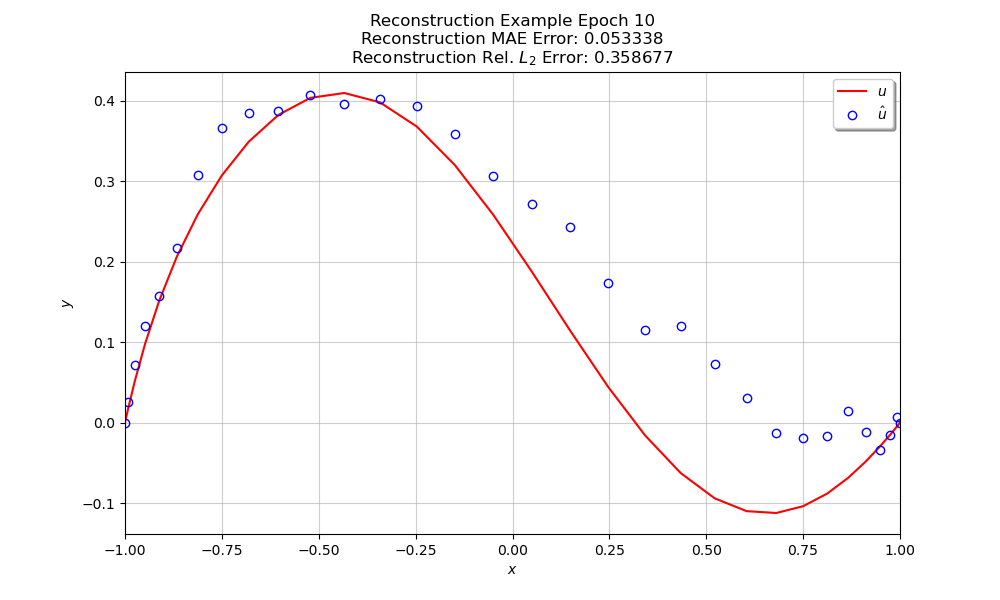 Reconstruction Example Epoch 10
Reconstruction MAE Error: 0.053338
Reconstruction Rel. L₂ Error: 0.358677
u
û
0.4
0.3
0.2
0.1
0.0
−0.1
y
−1.00 −0.75 −0.50 −0.25 0.00 0.25 0.50 0.75 1.00
x